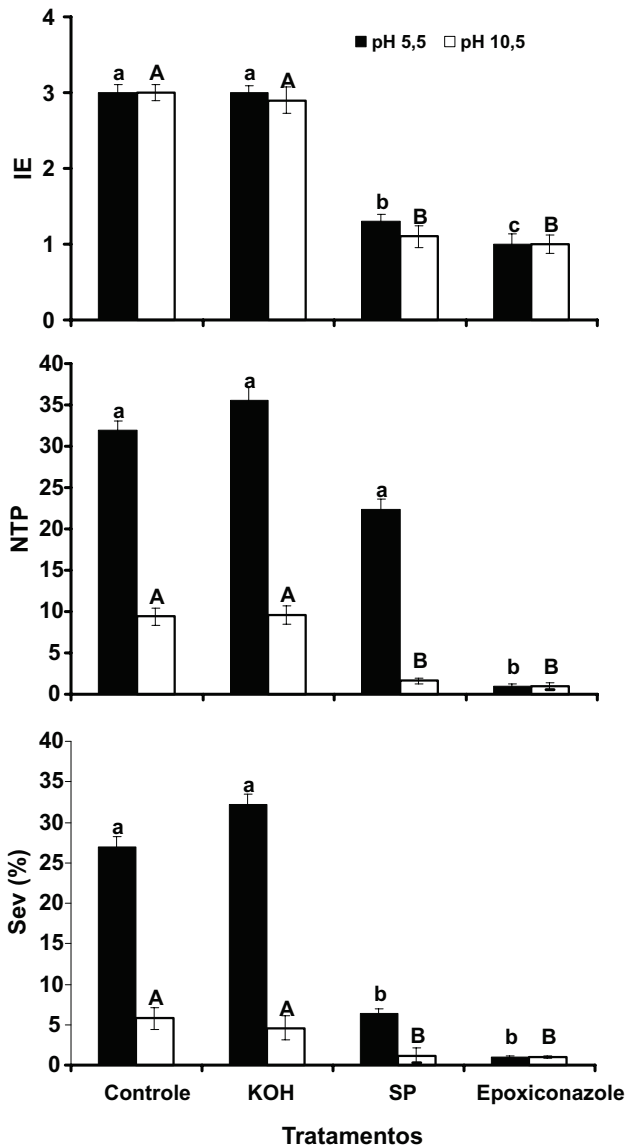 4
pH 5,5 pH 10,5
a A a A
3
IE
2
b B c B
1
0
40
35
a a
30
25
a
NTP
20
15
A A
10
5
B b B
0
40
35
a
30
a
25
Sev (%)
20
15
10
A A b
5
B b B
0
Controle KOH SP Epoxiconazole
Tratamentos